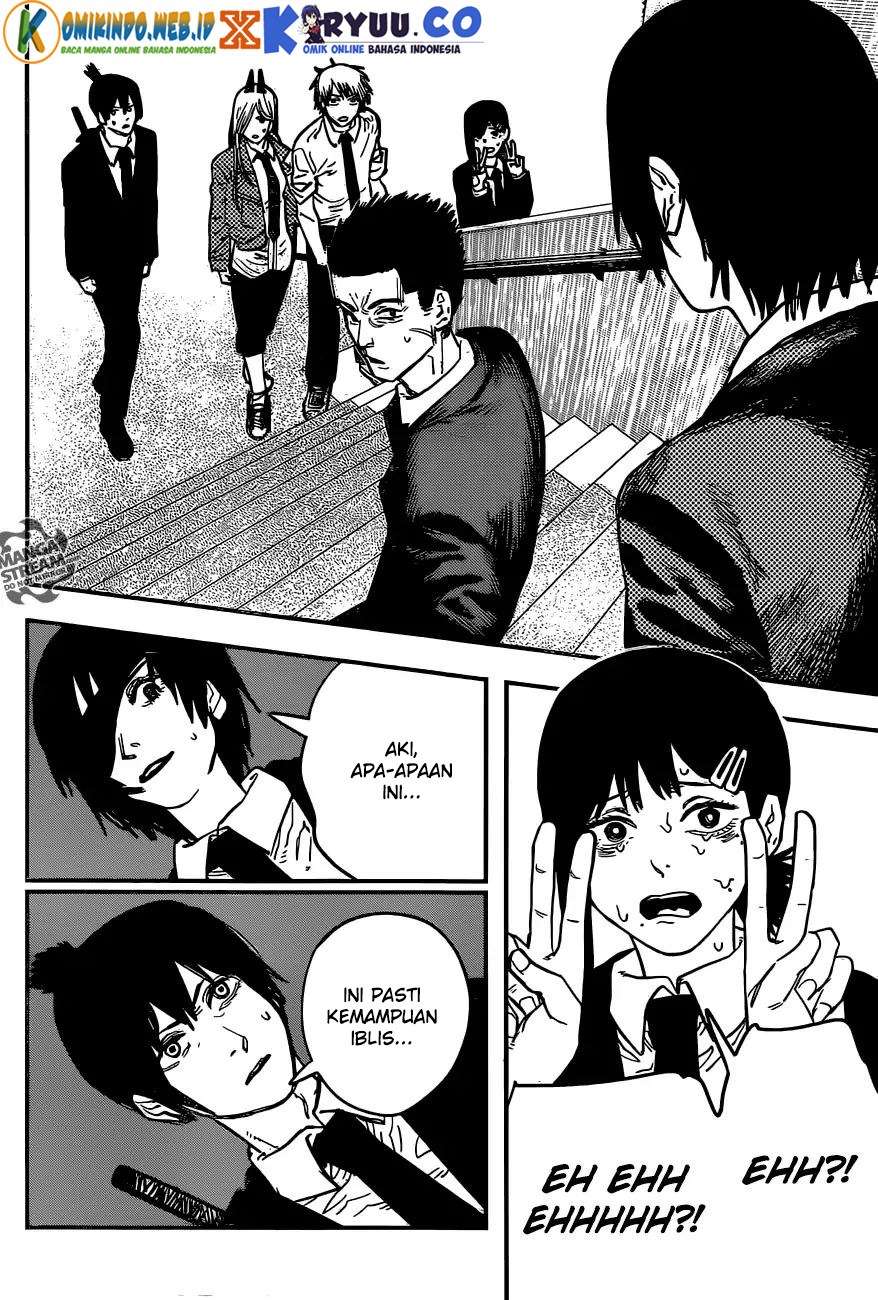 KOMIKINDO.WEB.ID X KIRYUU.CO
BACA MANGA ONLINE BAHASA INDONESIA
KOMIK ONLINE BAHASA INDONESIA
MANGA
STREAM
AKI,
APA-APAAN
INI...
EHH?!
EH EHH
EHHHHH?!
INI PASTI
KEMAMPUAN
IBLIS...